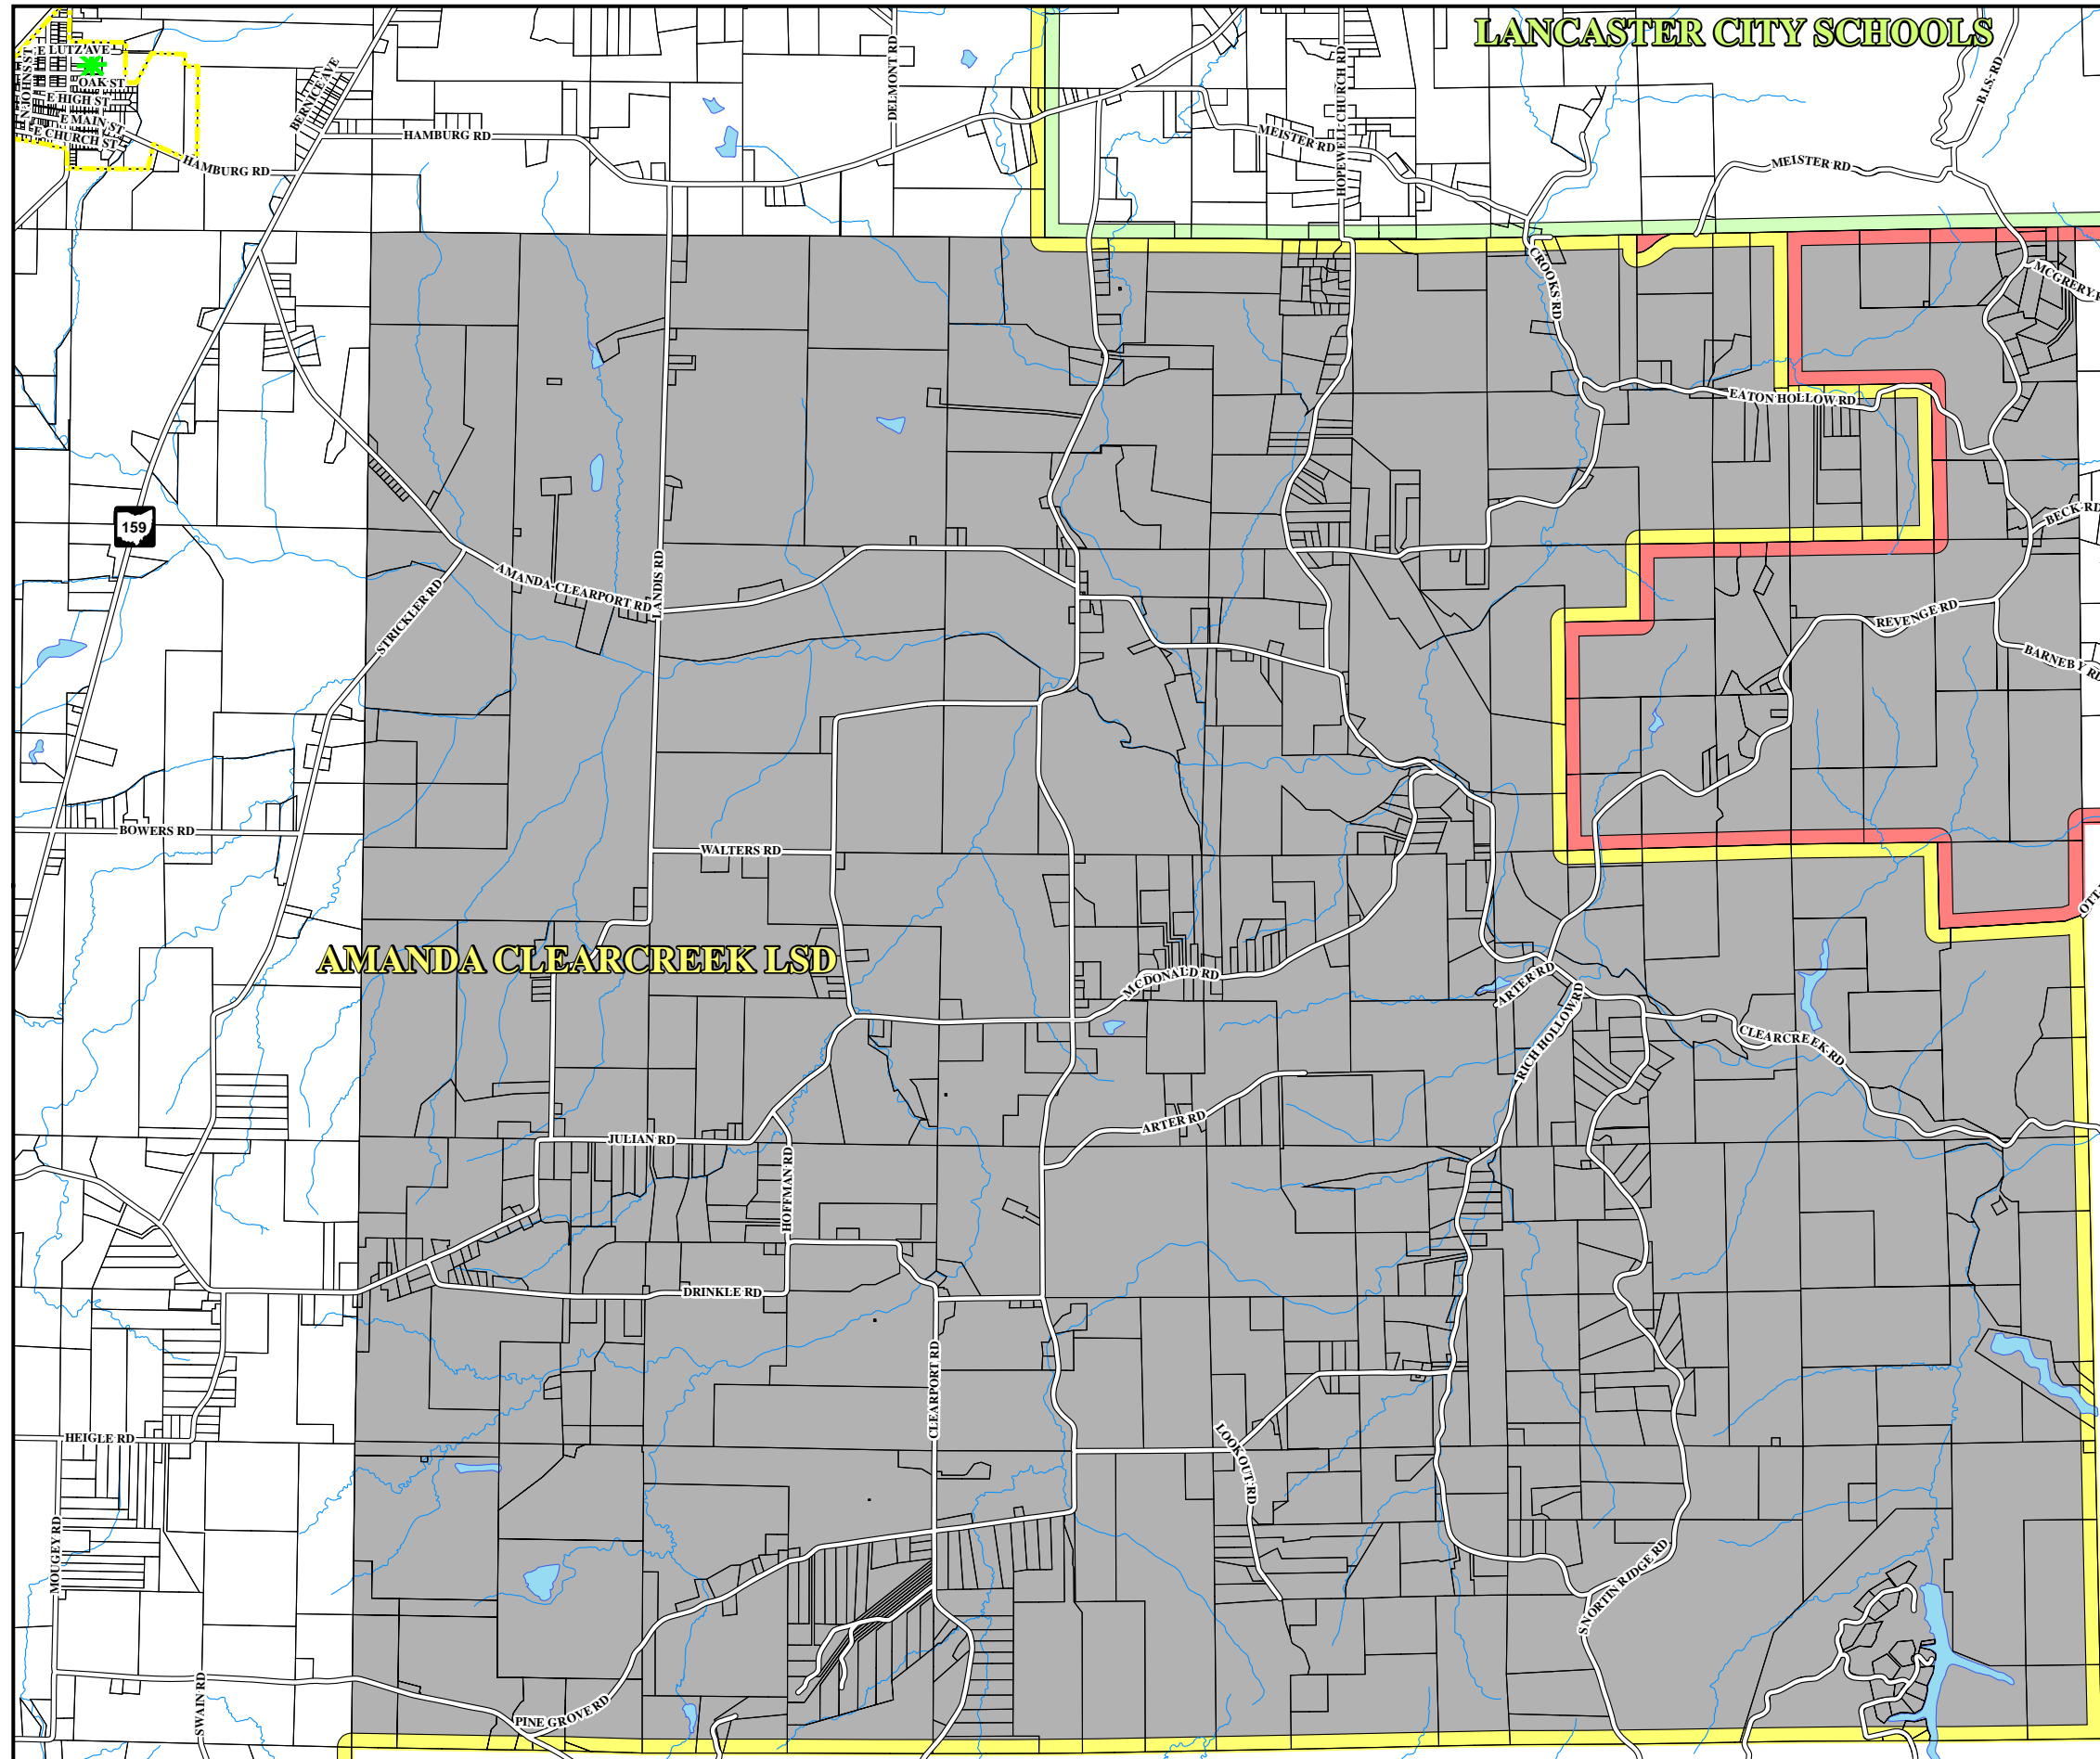 LANCASTER CITY SCHOOLS
E LUTZ AVE
N JOHNS ST
OAK ST
E HIGH ST
E MAIN ST
E CHURCH ST
HAMBURG RD
BERNICE AVE
HAMBURG RD
DELMONT RD
HOPEWELL CHURCH RD
MEISTER RD
MEISTER RD
B.I.S. RD
CROOKS RD
EATON HOLLOW RD
BECK RD
159
STRICKLER RD
AMANDA-CLEARPORT RD
LANDIS RD
REVENGE RD
BARNEBY RD
BOWERS RD
WALTERS RD
AMANDA CLEARCREEK LSD
MCDONALD RD
ARTER RD
RICH HOLLOW RD
CLEARCREEK RD
ARTER RD
JULIAN RD
HOFFMAN RD
DRINKLE RD
CLEARPORT RD
HEIGLE RD
LOOKOUT RD
MOUGEY RD
S NORTIN RIDGE RD
SWAIN RD
PINE GROVE RD